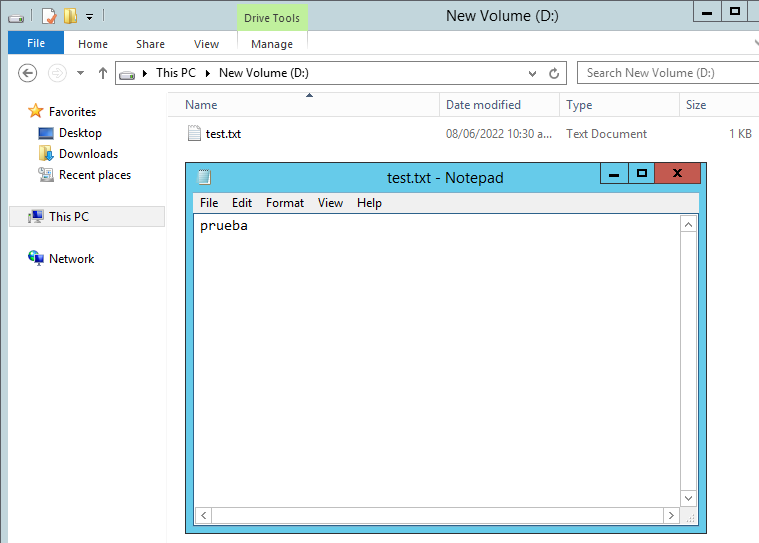 Drive Tools
New Volume (D:)
File Home Share View Manage
This PC New Volume (D:)
Search New Volume (D:)
Favorites
Desktop
Downloads
Recent places
This PC
Network
Name Date modified Type Size
test.txt 08/06/2022 10:30 a... Text Document 1 KB
test.txt - Notepad
File Edit Format View Help
prueba